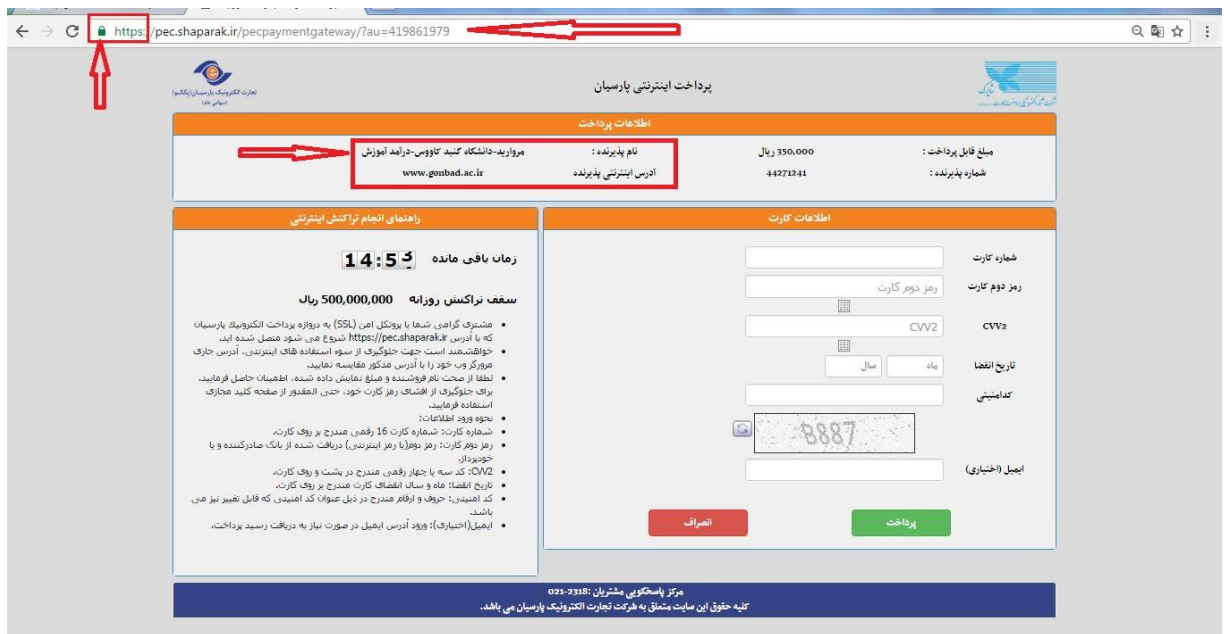 https://pec.shaparak.ir/pecpaymentgateway/?au=419861979
پرداخت اینترنتی پارسیان
تجارت الکترونیک پارسیان(پککو)
(سهامی عام)
اطلاعات پرداخت
مبلغ قابل پرداخت : 350,000 ریال
نام پذیرنده : مروارید-دانشگاه گنبد کاووس-درآمد آموزش
شماره پذیرنده : 44271241
آدرس اینترنتی پذیرنده www.gonbad.ac.ir
اطلاعات کارت
شماره کارت
رمز دوم کارت رمز دوم کارت
CVV2 CVV2
تاریخ انقضا ماه سال
کدامنیتی
B887
ایمیل (اختیاری)
پرداخت انصراف
راهنمای انجام تراکنش اینترنتی
زمان باقی مانده 14:53
سقف تراکنش روزانه 500,000,000 ریال
• مشتری گرامی شما با پروتکل امن (SSL) به دروازه پرداخت الکترونیك پارسیان
که با آدرس https://pec.shaparak.ir شروع می شود متصل شده اید.
• خواهشمند است جهت جلوگیری از سوء استفاده های اینترنتی، آدرس جاری
مرورگر وب خود را با آدرس مذکور مقایسه نمایید.
• لطفا از صحت نام فروشنده و مبلغ نمایش داده شده، اطمینان حاصل فرمایید.
برای جلوگیری از افشای رمز کارت خود، حتی المقدور از صفحه کلید مجازی
استفاده فرمایید.
• نحوه ورود اطلاعات:
• شماره کارت: شماره کارت 16 رقمی مندرج بر روی کارت.
• رمز دوم کارت: رمز دوم(یا رمز اینترنتی) دریافت شده از بانک صادرکننده و یا
خودپرداز.
• CVV2: کد سه یا چهار رقمی مندرج در پشت و روی کارت.
• تاریخ انقضا: ماه و سال انقضای کارت مندرج بر روی کارت.
• کد امنیتی: حروف و ارقام مندرج در ذیل عنوان کد امنیتی که قابل تغییر نیز می
باشد.
• ایمیل(اختیاری): ورود آدرس ایمیل در صورت نیاز به دریافت رسید پرداخت.
مرکز پاسخگویی مشتریان :2318-021
کلیه حقوق این سایت متعلق به شرکت تجارت الکترونیک پارسیان می باشد.